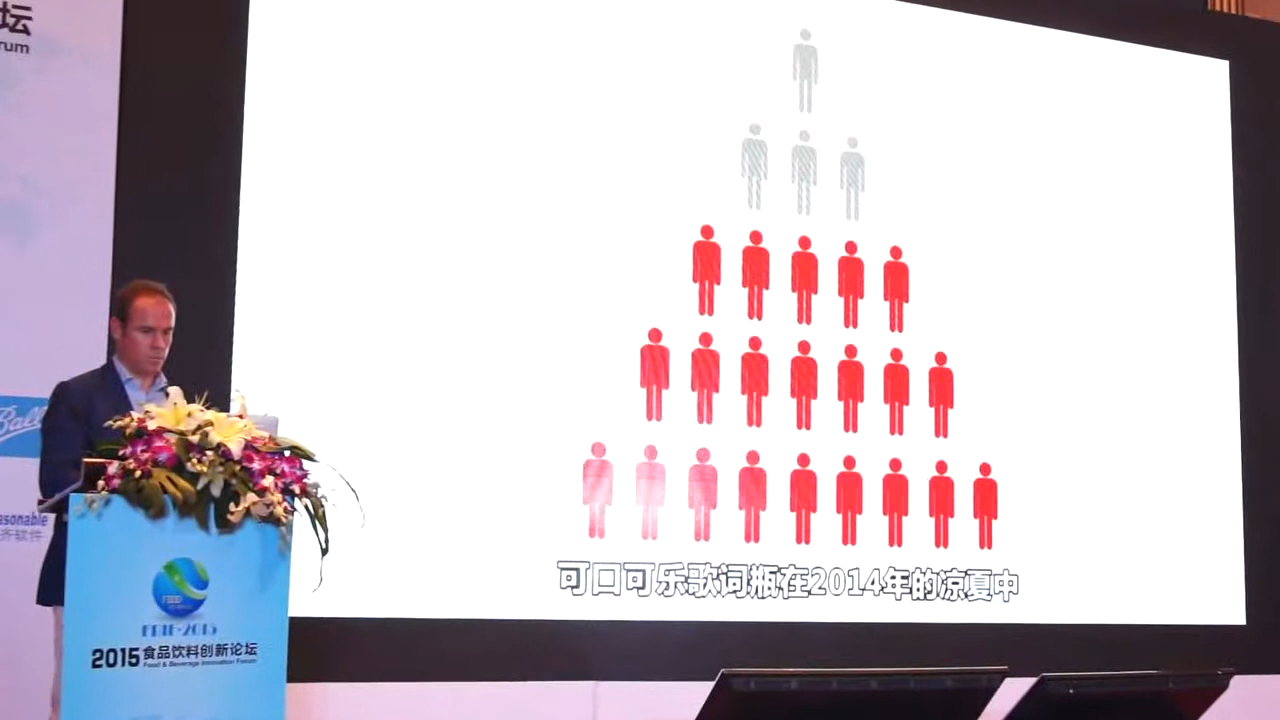 坛
rum
Ball
asonable
齐软件
可口可乐歌词瓶在2014年的凉夏中
FOOD
FBIF·2015
2015食品饮料创新论坛
Food & Beverage Innovation Forum